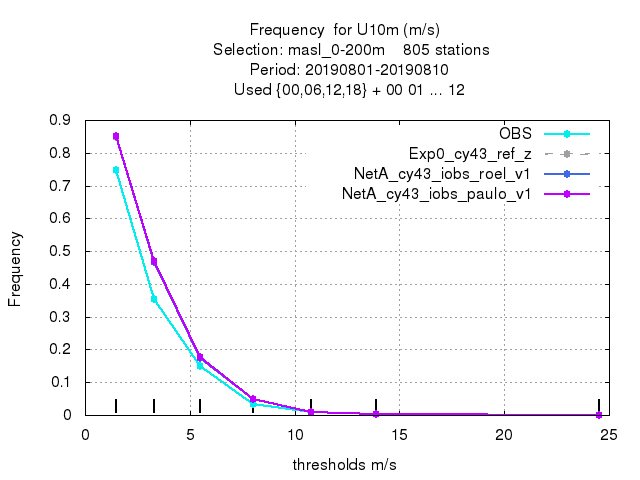 Frequency  for U10m (m/s)
Selection: masl_0-200m    805 stations
Period: 20190801-20190810
Used {00,06,12,18} + 00 01 ... 12
OBS
Exp0_cy43_ref_z
NetA_cy43_iobs_roel_v1
NetA_cy43_iobs_paulo_v1
Frequency
0.9
0.8
0.7
0.6
0.5
0.4
0.3
0.2
0.1
0
0 5 10 15 20 25
thresholds m/s